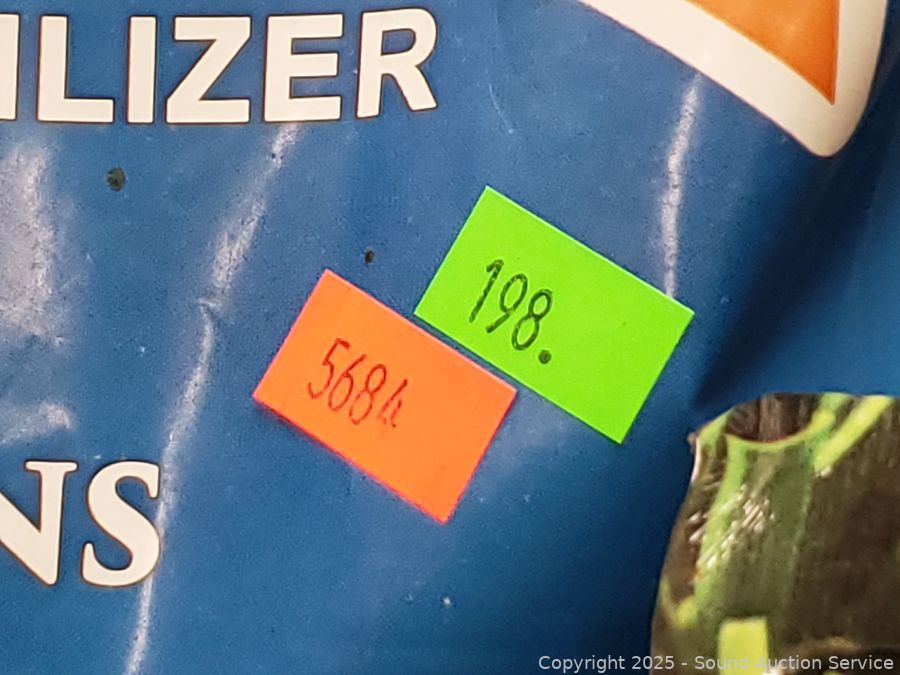 ILIZER
198.
5684
NS
Copyright 2025 - Sound Auction Service